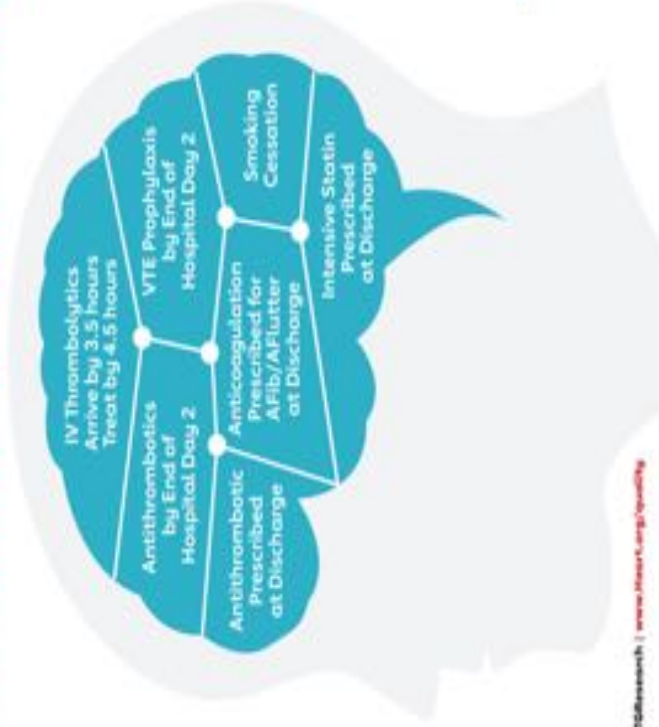 IV Thrombolytics
Arrive by 3.5 hours
Treat by 4.5 hours
Antithrombotics
by End of
Hospital Day 2
VTE Prophylaxis
by End of
Hospital Day 2
Antithrombotic
Prescribed
at Discharge
Anticoagulation
Prescribed for
AFib/AFlutter
at Discharge
Smoking
Cessation
Intensive Statin
Prescribed
at Discharge
| www.Heart.org/quality